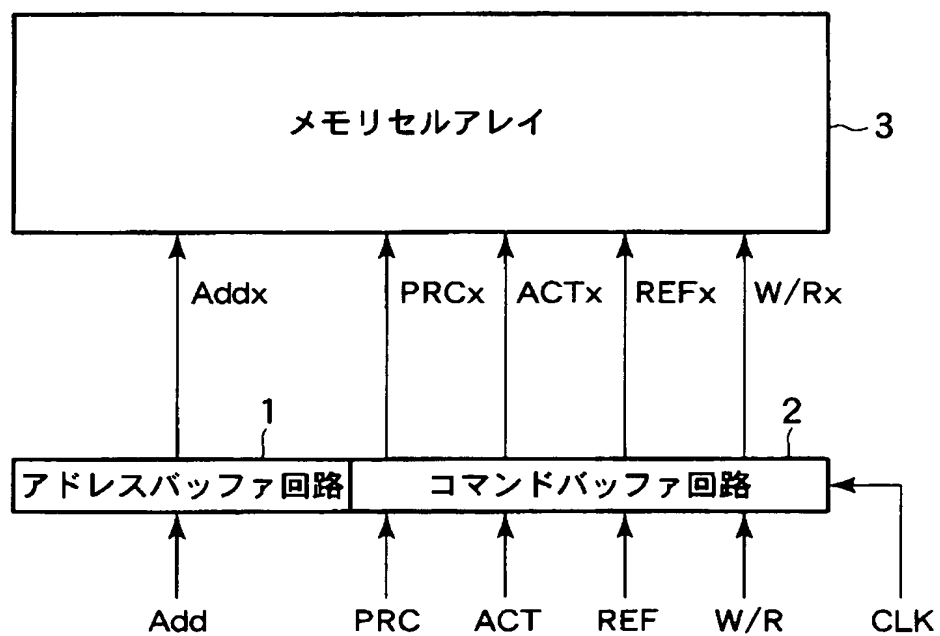 メモリセルアレイ
3
Addx
PRCx
ACTx
REFx
W/Rx
1
2
アドレスバッファ回路
コマンドバッファ回路
Add
PRC
ACT
REF
W/R
CLK